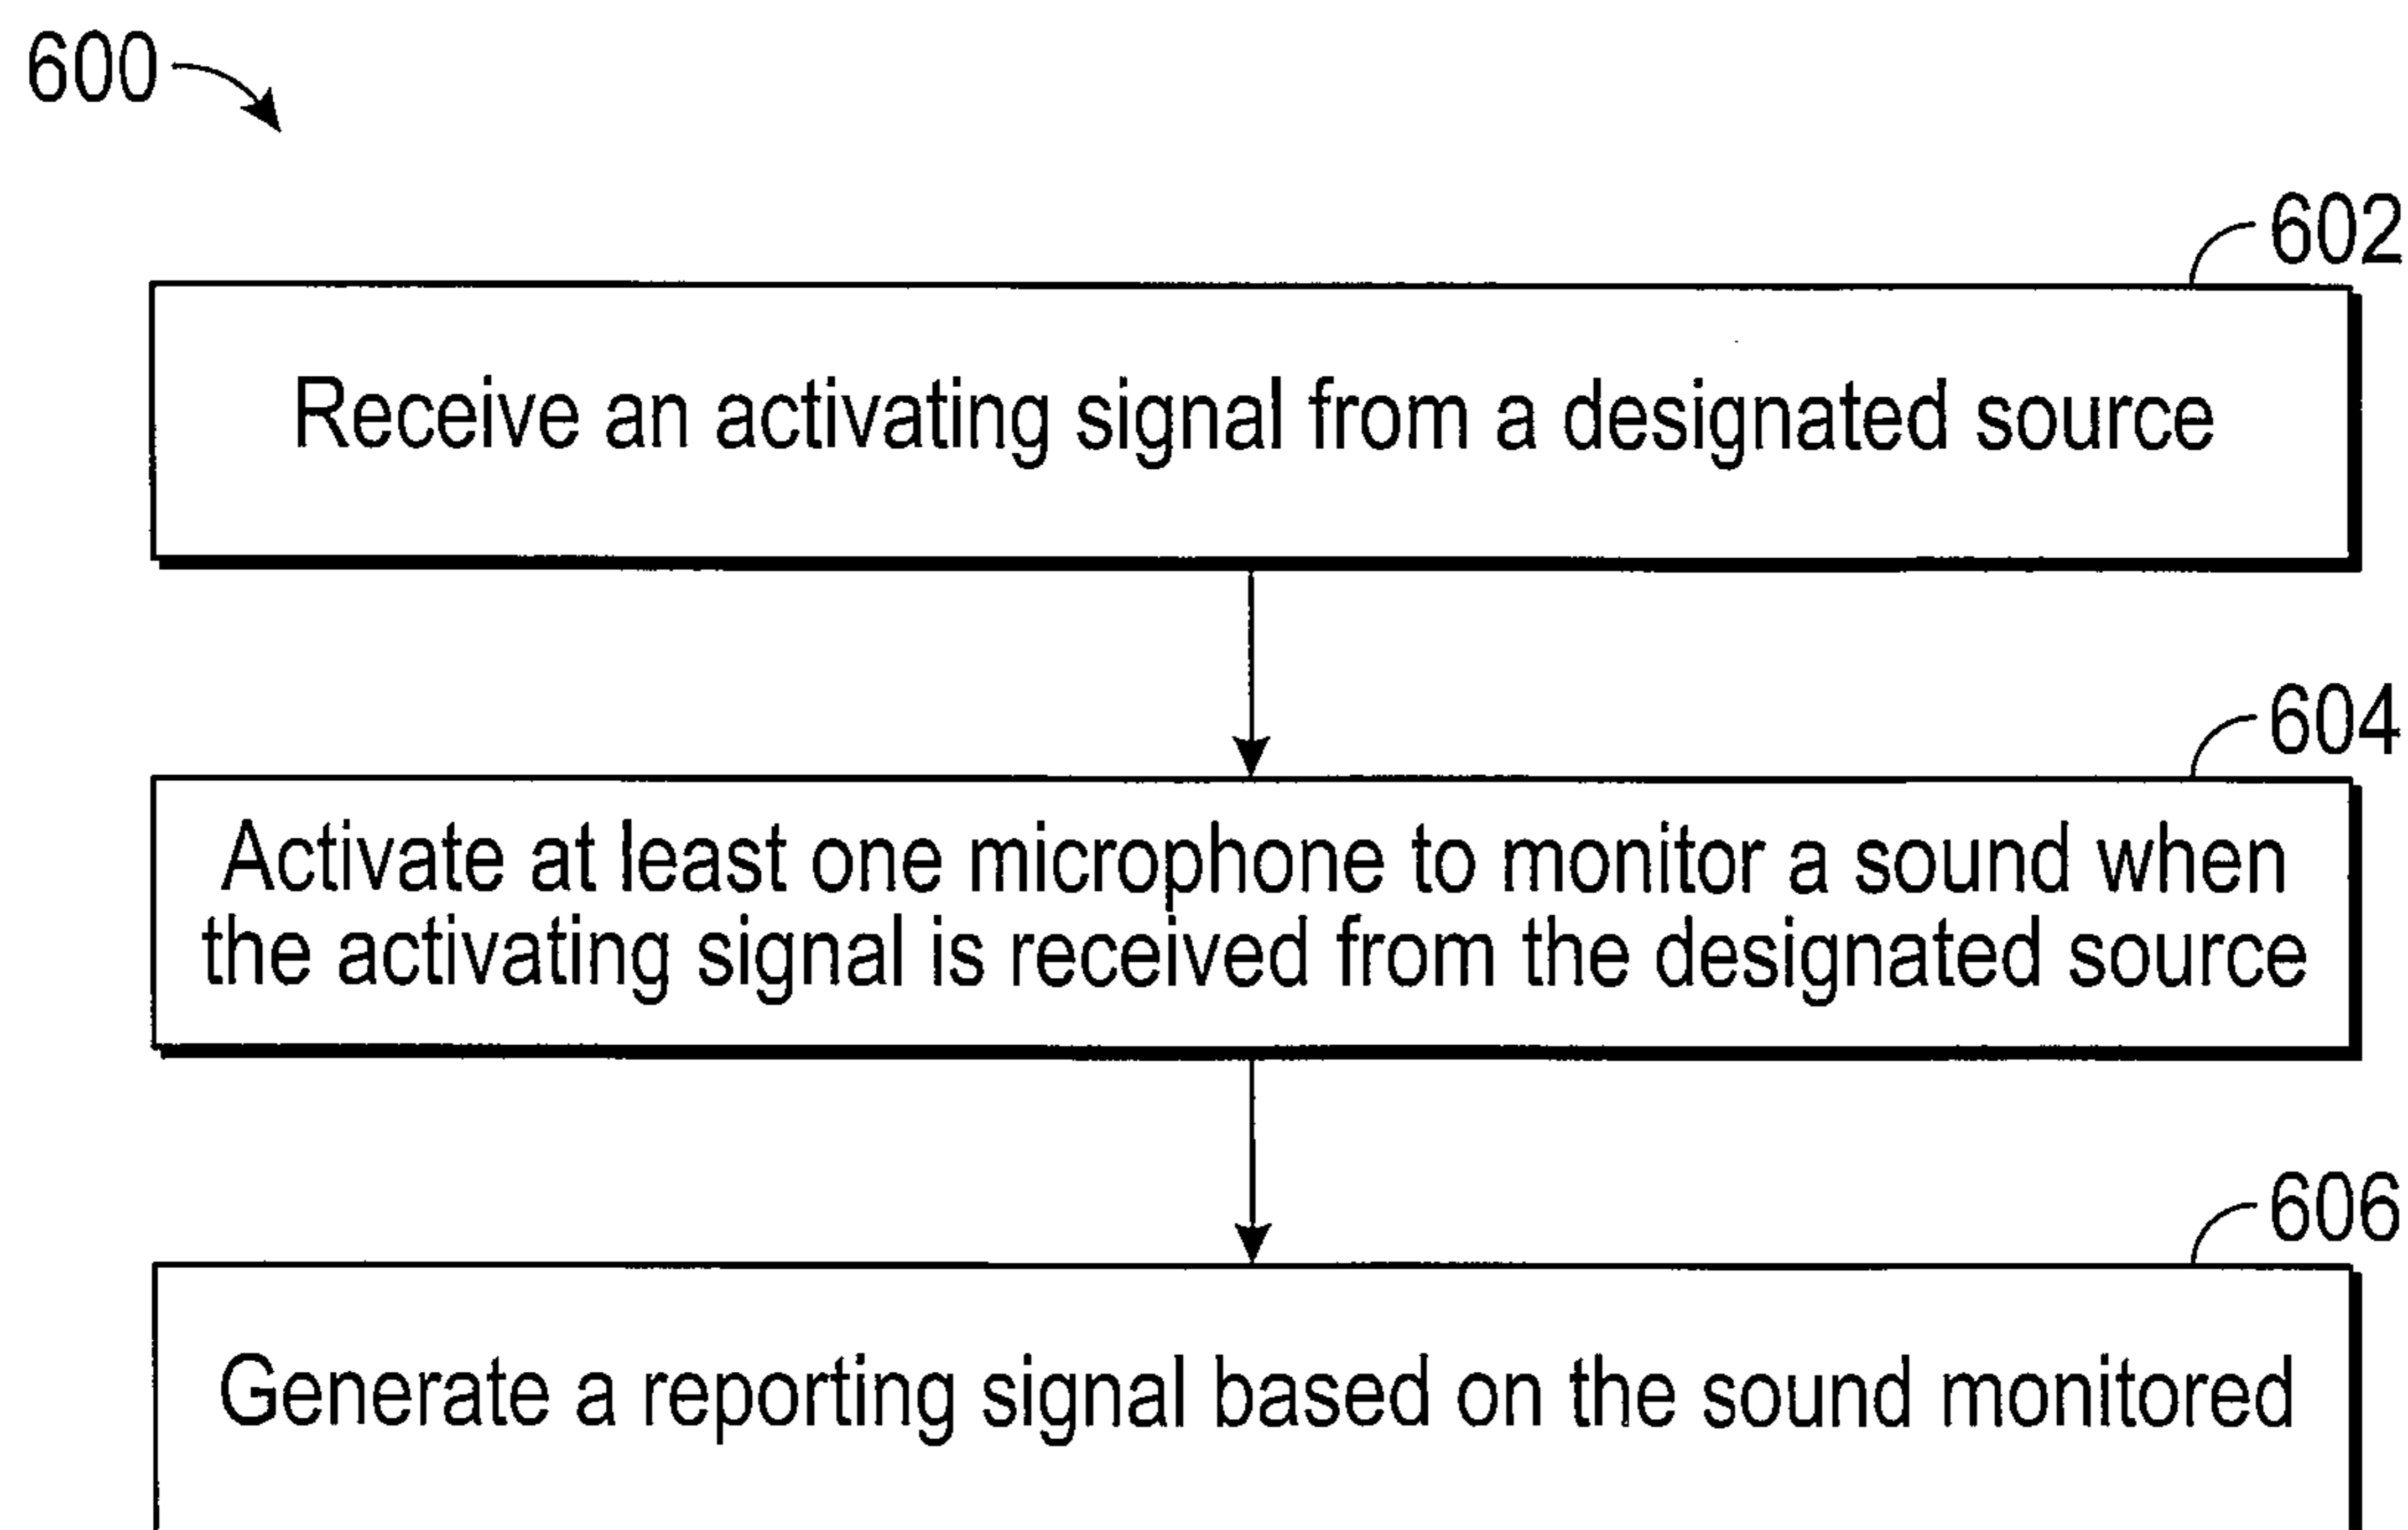 600
602
Receive an activating signal from a designated source
604
Activate at least one microphone to monitor a sound when
the activating signal is received from the designated source
606
Generate a reporting signal based on the sound monitored